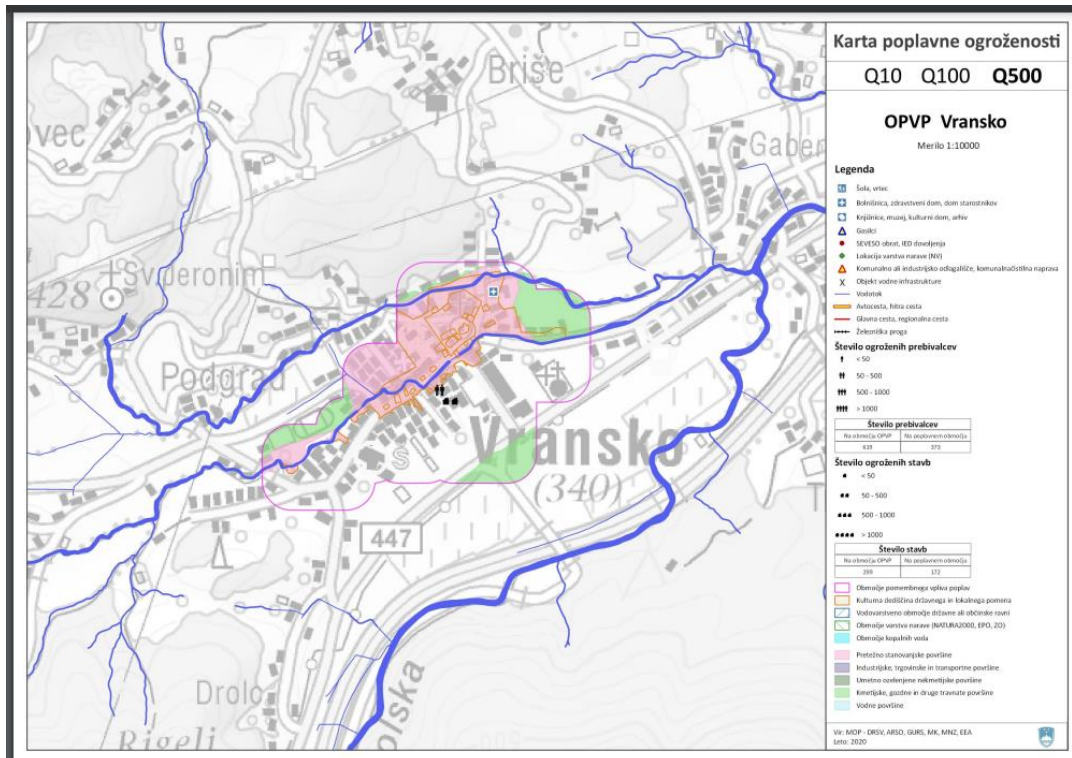 Karta poplavne ogroženosti
Q10 Q100 Q500
OPVP Vransko
Merilo 1:10000
Legenda
Šola, vrtec
Bolnišnica, zdravstveni dom, dom starostnikov
Knjižnice, muzej, kulturni dom, arhiv
Gasilci
SEVESO obrat, IED dovoljenja
Lokacija varstva narave (NV)
Komunalno ali industrijsko odlagališče, komunalnačistilna naprava
Objekt vodne infrastrukture
Vodotok
Avtocesta, hitra cesta
Glavna cesta, regionalna cesta
Železniška proga
Število ogroženih prebivalcev
< 50
50 - 500
500 - 1000
> 1000
Število prebivalcev
Na območju OPVP Na poplavnem območju
Število ogroženih stavb
< 50
50 - 500
500 - 1000
> 1000
Število stavb
Na območju OPVP Na poplavnem območju
172
Območje pomembnega vpliva poplav
Kulturna dediščina državnega in lokalnega pomena
Vodovarstveno območje državne ali občinske ravni
Območje varstva narave (NATURA2000, EPO, ZO)
Območje kopalnih voda
Pretežno stanovanjske površine
Industrijske, trgovinske in transportne površine
Umetno ozelenjene nekmetijske površine
Kmetijske, gozdne in druge travnate površine
Vodne površine
Vir: MOP - DRSV, ARSO, GURS, MK, MNZ, EEA
Leto: 2020
Briše
ovec
Gaber
Sv. Jeronim
428
Podgrad
Vransko
S
(340)
447
Drolc
Rigelj
olska